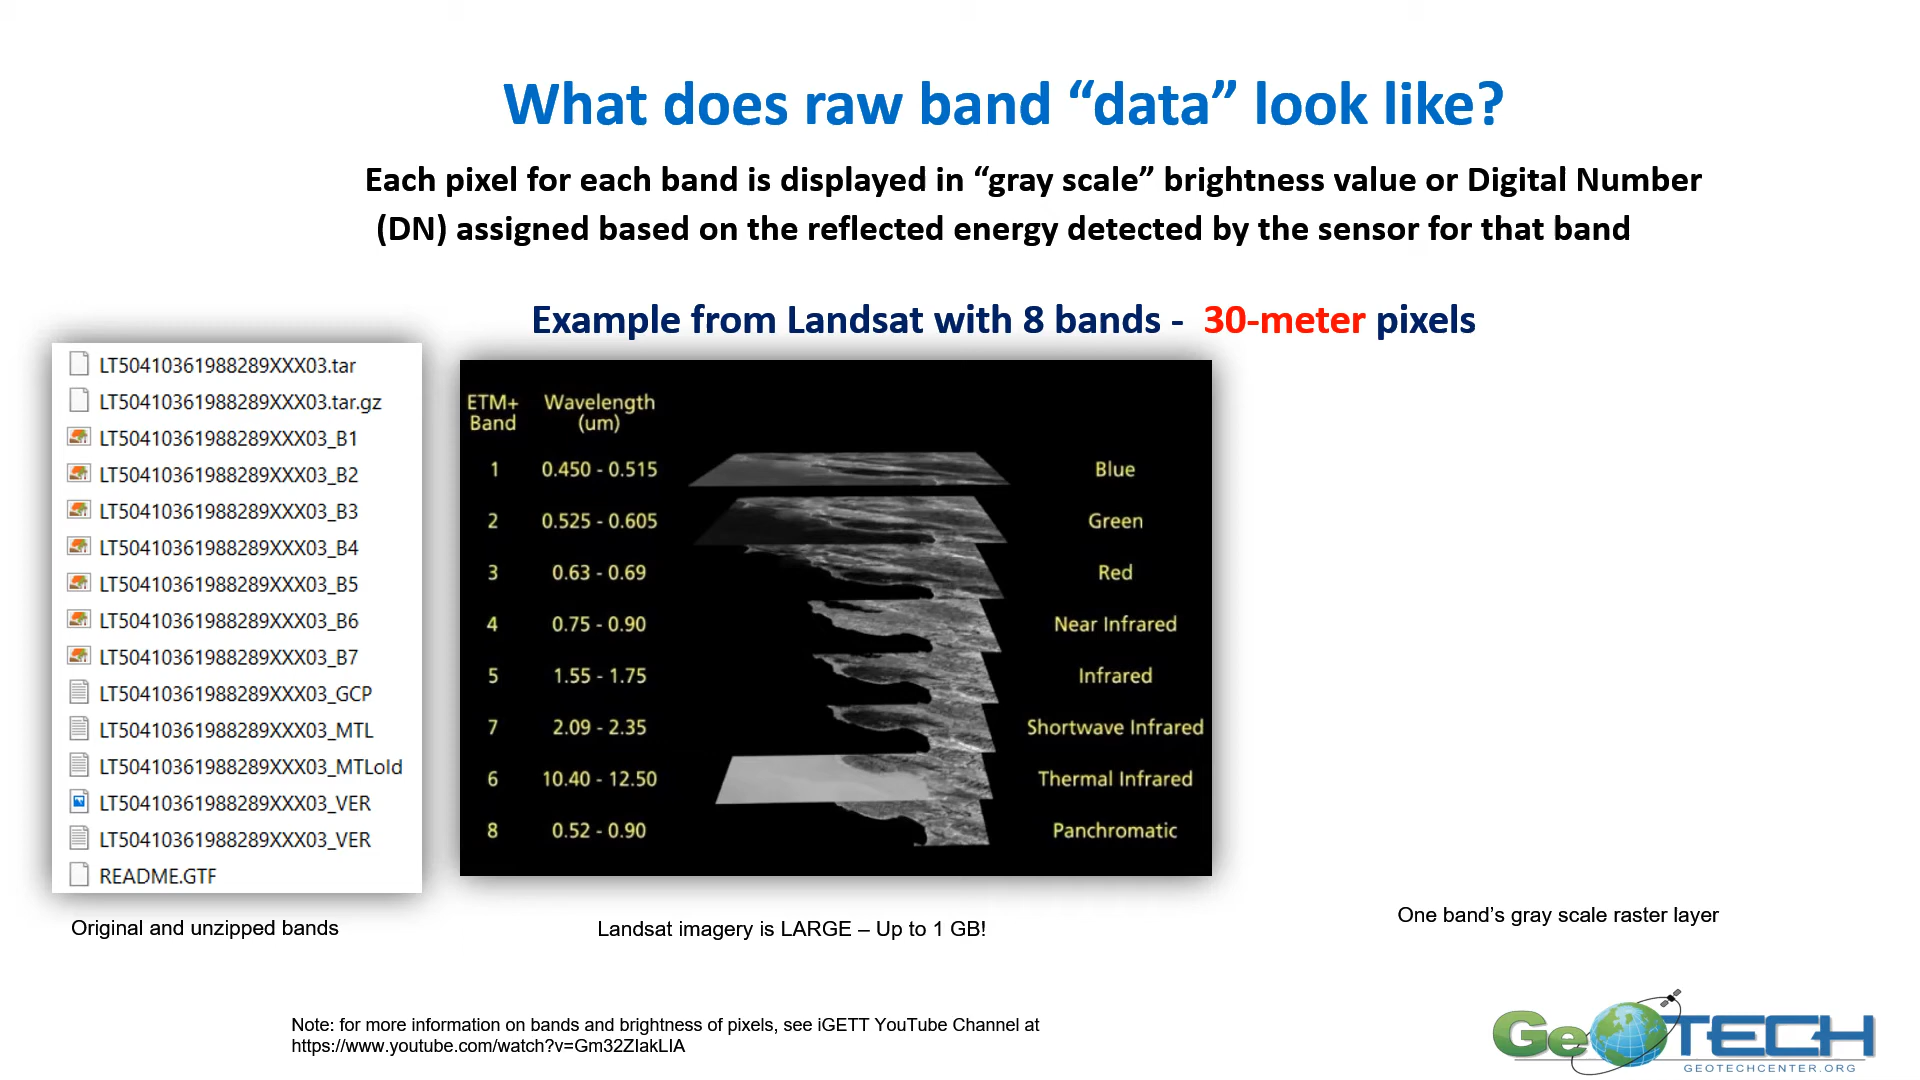 What does raw band “data” look like?
Each pixel for each band is displayed in “gray scale” brightness value or Digital Number
(DN) assigned based on the reflected energy detected by the sensor for that band
Example from Landsat with 8 bands - 30-meter pixels
LT50410361988289XXX03.tar
LT50410361988289XXX03.tar.gz
LT50410361988289XXX03_B1
LT50410361988289XXX03_B2
LT50410361988289XXX03_B3
LT50410361988289XXX03_B4
LT50410361988289XXX03_B5
LT50410361988289XXX03_B6
LT50410361988289XXX03_B7
LT50410361988289XXX03_GCP
LT50410361988289XXX03_MTL
LT50410361988289XXX03_MTLold
LT50410361988289XXX03_VER
LT50410361988289XXX03_VER
README.GTF
Original and unzipped bands
ETM+ Wavelength
Band (um)
1 0.450 - 0.515 Blue
2 0.525 - 0.605 Green
3 0.63 - 0.69 Red
4 0.75 - 0.90 Near Infrared
5 1.55 - 1.75 Infrared
7 2.09 - 2.35 Shortwave Infrared
6 10.40 - 12.50 Thermal Infrared
8 0.52 - 0.90 Panchromatic
Landsat imagery is LARGE – Up to 1 GB!
One band’s gray scale raster layer
Note: for more information on bands and brightness of pixels, see iGETT YouTube Channel at
https://www.youtube.com/watch?v=Gm32ZIakLIA
GeoTECH
GEOTECHCENTER.ORG